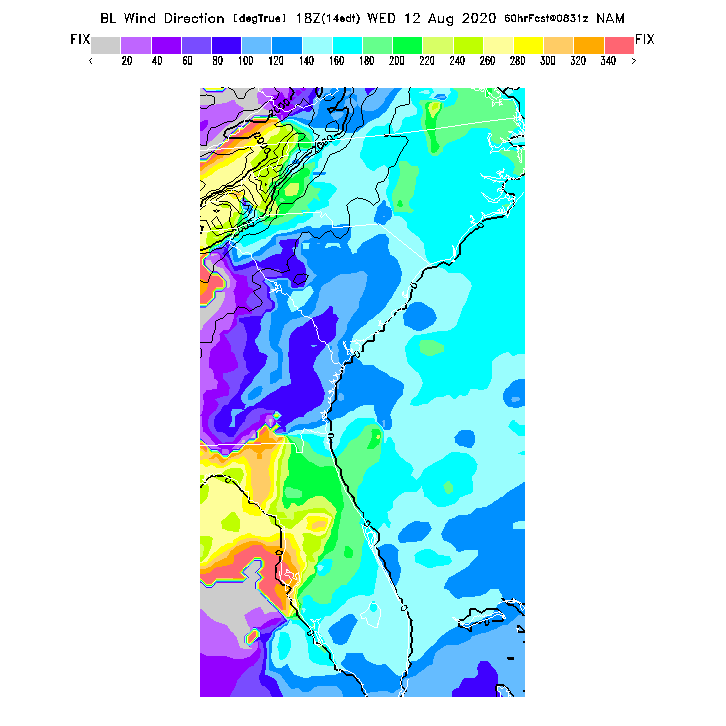 BL Wind Direction [degTrue] 18Z(14edt) WED 12 Aug 2020 60hrFcst@0831z NAM
FIX FIX
< 20 40 60 80 100 120 140 160 180 200 220 240 260 280 300 320 340 >